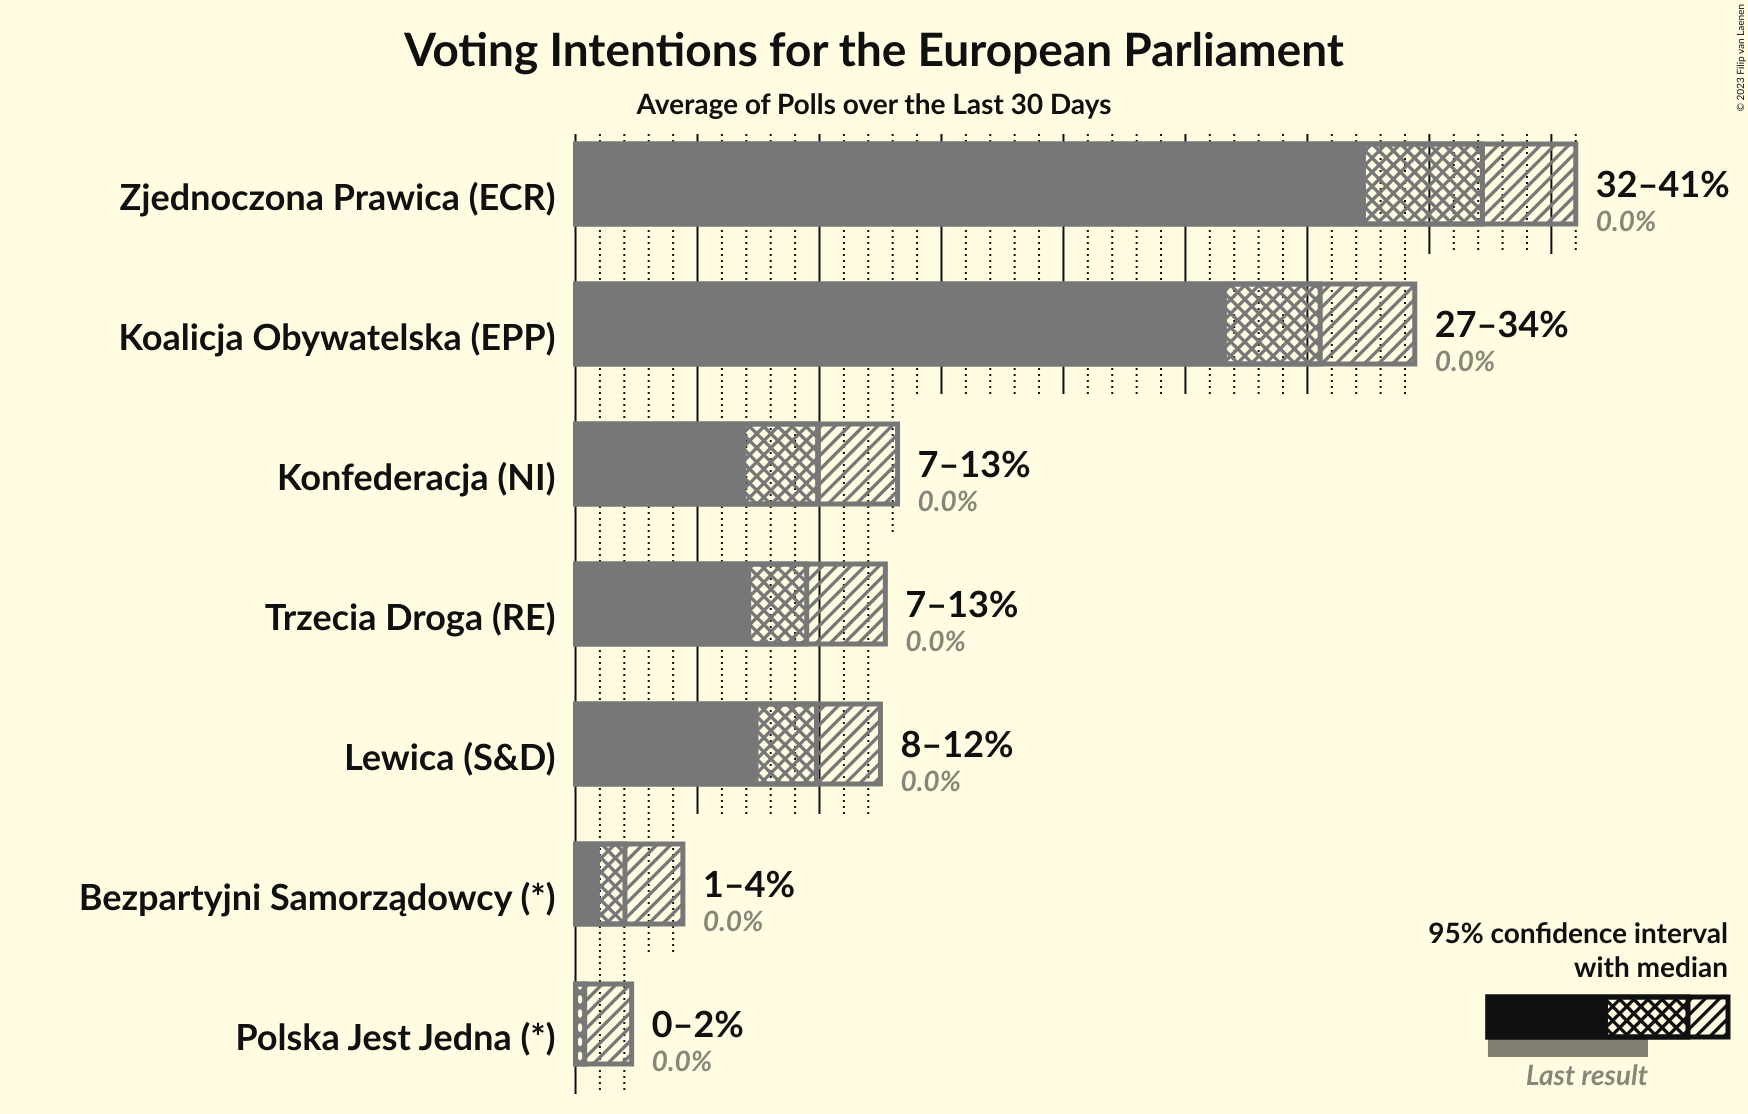 Voting Intentions for the European Parliament
Average of Polls over the Last 30 Days
© 2023 Filip van Laenen
Zjednoczona Prawica (ECR)
32–41%
0.0%
Koalicja Obywatelska (EPP)
27–34%
0.0%
Konfederacja (NI)
7–13%
0.0%
Trzecia Droga (RE)
7–13%
0.0%
Lewica (S&D)
8–12%
0.0%
Bezpartyjni Samorządowcy (*)
1–4%
0.0%
Polska Jest Jedna (*)
0–2%
0.0%
95% confidence interval
with median
Last result